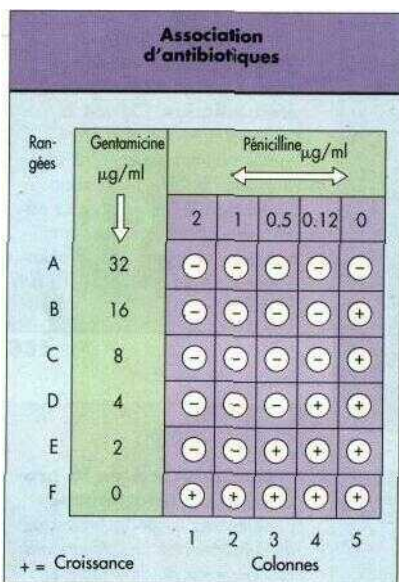 Association
d'antibiotiques
Ran-
gées
Gentamicine
µg/ml
Pénicilline µg/ml
2 1 0.5 0.12 0
A 32 - - - - -
B 16 - - - - +
C 8 - - - - +
D 4 - - - + +
E 2 - - + + +
F 0 + + + + +
1 2 3 4 5
+ = Croissance Colonnes